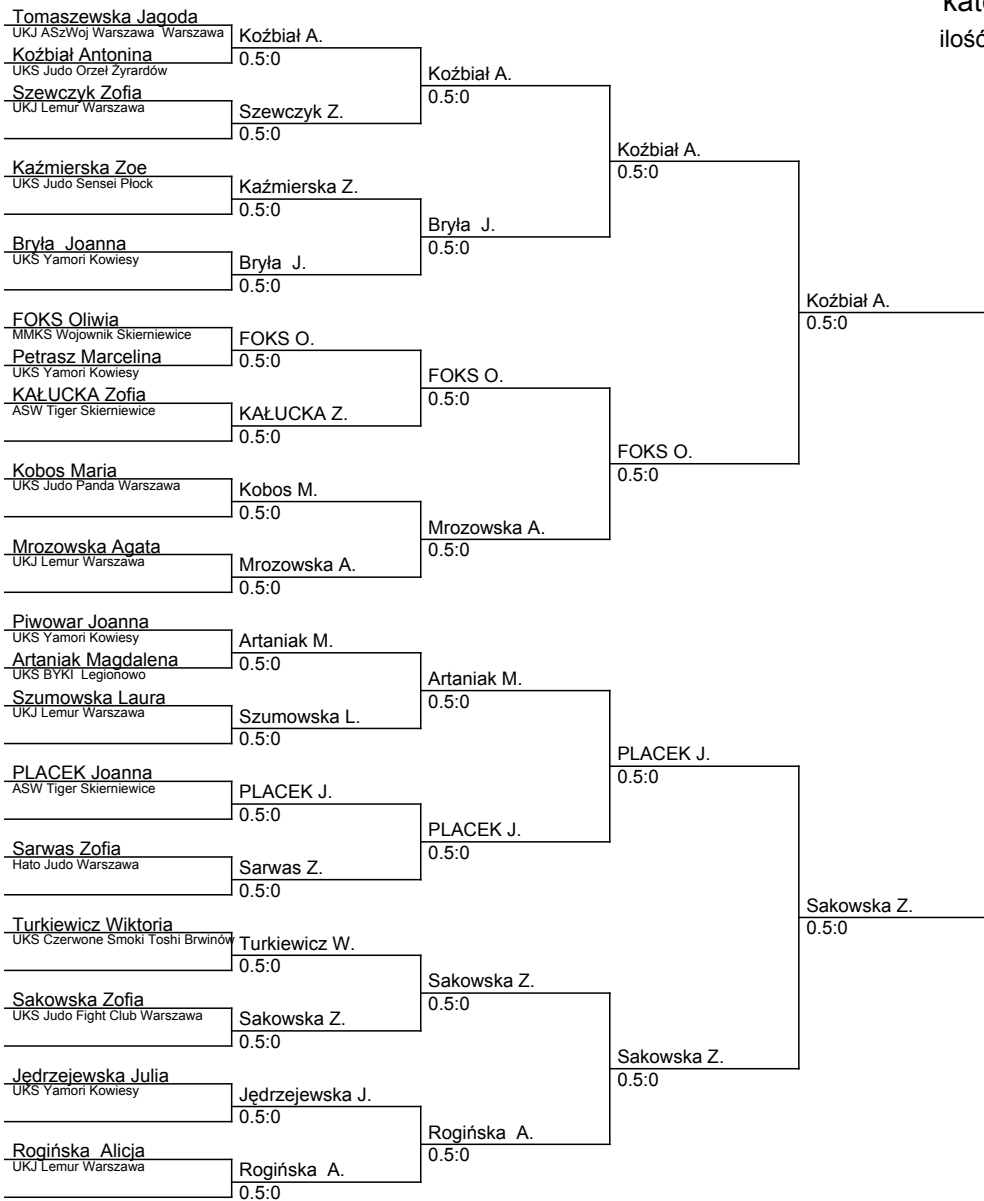 kat
ilość
Tomaszewska Jagoda
UKJ ASzWoj Warszawa Warszawa
Koźbiał Antonina
UKS Judo Orzeł Żyrardów
Szewczyk Zofia
UKJ Lemur Warszawa
Kaźmierska Zoe
UKS Judo Sensei Płock
Bryła Joanna
UKS Yamori Kowiesy
FOKS Oliwia
MMKS Wojownik Skierniewice
Petrasz Marcelina
UKS Yamori Kowiesy
KAŁUCKA Zofia
ASW Tiger Skierniewice
Kobos Maria
UKS Judo Panda Warszawa
Mrozowska Agata
UKJ Lemur Warszawa
Piwowar Joanna
UKS Yamori Kowiesy
Artaniak Magdalena
UKS BYKI Legionowo
Szumowska Laura
UKJ Lemur Warszawa
PLACEK Joanna
ASW Tiger Skierniewice
Sarwas Zofia
Hato Judo Warszawa
Turkiewicz Wiktoria
UKS Czerwone Smoki Toshi Brwinów
Sakowska Zofia
UKS Judo Fight Club Warszawa
Jędrzejewska Julia
UKS Yamori Kowiesy
Rogińska Alicja
UKJ Lemur Warszawa
Koźbiał A.
0.5:0
Szewczyk Z.
0.5:0
Kaźmierska Z.
0.5:0
Bryła J.
0.5:0
FOKS O.
0.5:0
KAŁUCKA Z.
0.5:0
Kobos M.
0.5:0
Mrozowska A.
0.5:0
Artaniak M.
0.5:0
Szumowska L.
0.5:0
PLACEK J.
0.5:0
Sarwas Z.
0.5:0
Turkiewicz W.
0.5:0
Sakowska Z.
0.5:0
Jędrzejewska J.
0.5:0
Rogińska A.
0.5:0
Koźbiał A.
0.5:0
Bryła J.
0.5:0
FOKS O.
0.5:0
Mrozowska A.
0.5:0
Artaniak M.
0.5:0
PLACEK J.
0.5:0
Sakowska Z.
0.5:0
Rogińska A.
0.5:0
Koźbiał A.
0.5:0
FOKS O.
0.5:0
PLACEK J.
0.5:0
Sakowska Z.
0.5:0
Koźbiał A.
0.5:0
Sakowska Z.
0.5:0